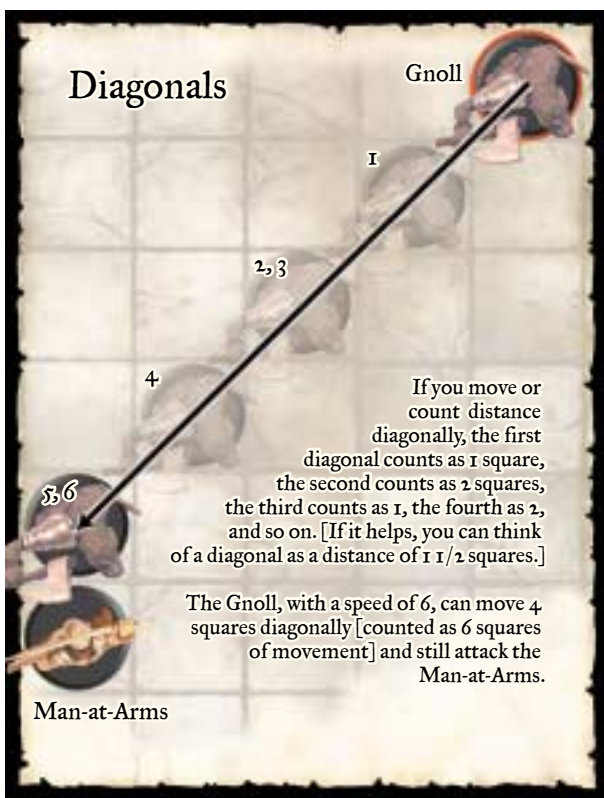 Diagonals
Gnoll
1
2, 3
4
5, 6
If you move or
count distance
diagonally, the first
diagonal counts as 1 square,
the second counts as 2 squares,
the third counts as 1, the fourth as 2,
and so on. [If it helps, you can think
of a diagonal as a distance of 1 1/2 squares.]
The Gnoll, with a speed of 6, can move 4
squares diagonally [counted as 6 squares
of movement] and still attack the
Man-at-Arms.
Man-at-Arms